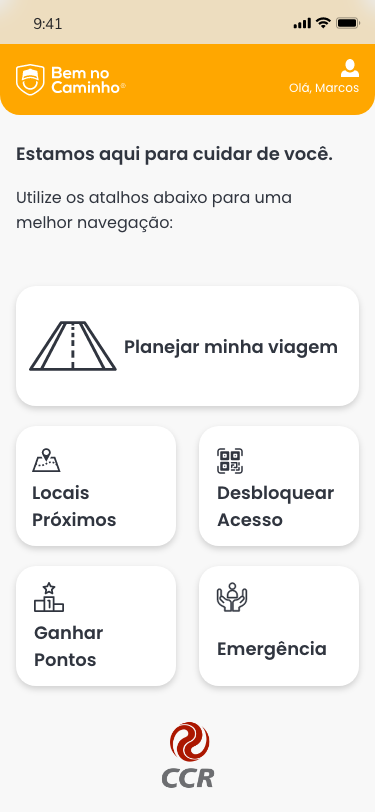 9:41
Bem no
Caminho®
Olá, Marcos
Estamos aqui para cuidar de você.
Utilize os atalhos abaixo para uma
melhor navegação:
Planejar minha viagem
Locais
Próximos
Desbloquear
Acesso
1
Ganhar
Pontos
Emergência
CCR